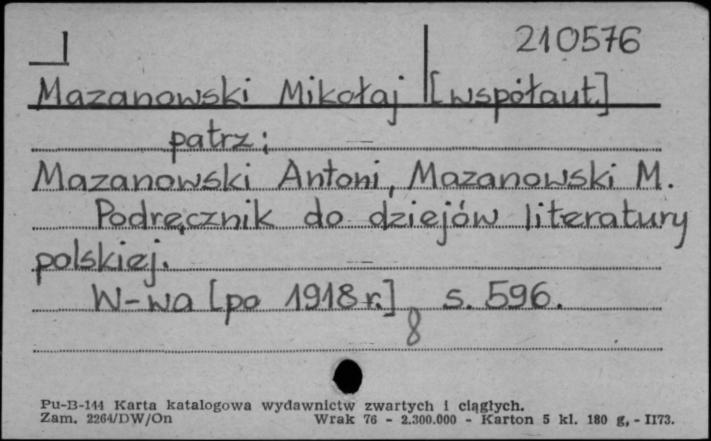 210576
Mazanowski Mikołaj [współaut.]
patrz:
Mazanowski Antoni, Mazanowski M.
Podręcznik do dziejów literatury
polskiej.
W-wa [po 1918 r.] s. 596.
8
Pu-B-144 Karta katalogowa wydawnictw zwartych i ciągłych.
Zam. 2264/DW/On Wrak 76 - 2.300.000 - Karton 5 kl. 180 g, - II73.